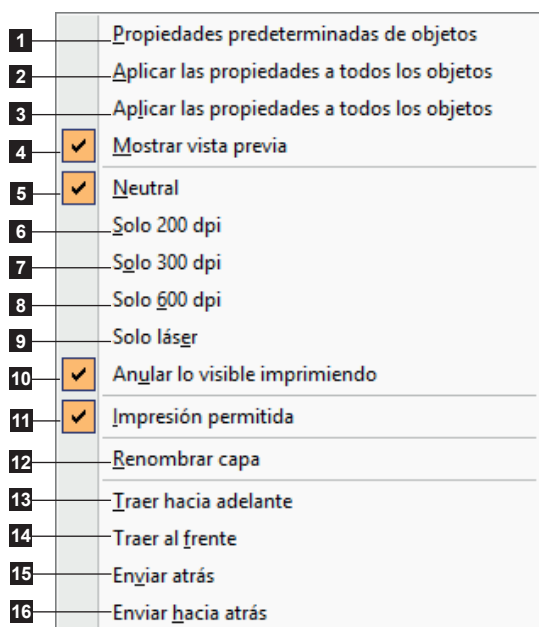 1 Propiedades predeterminadas de objetos
2 Aplicar las propiedades a todos los objetos
3 Aplicar las propiedades a todos los objetos
4 Mostrar vista previa
5 Neutral
6 Solo 200 dpi
7 Solo 300 dpi
8 Solo 600 dpi
9 Solo láser
10 Anular lo visible imprimiendo
11 Impresión permitida
12 Renombrar capa
13 Traer hacia adelante
14 Traer al frente
15 Enviar atrás
16 Enviar hacia atrás